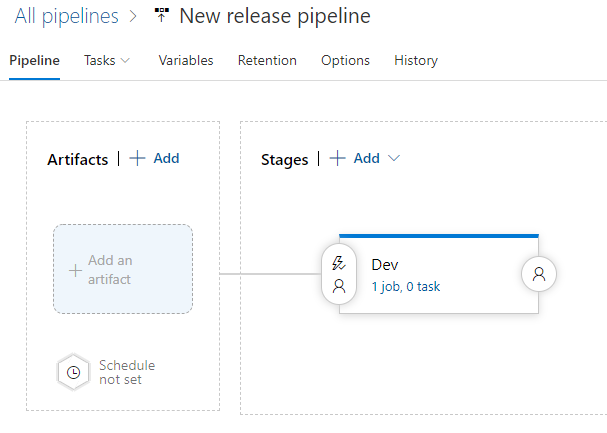 All pipelines > New release pipeline
Pipeline Tasks Variables Retention Options History
Artifacts | + Add
Stages | + Add
+ Add an
artifact
Dev
1 job, 0 task
Schedule
not set